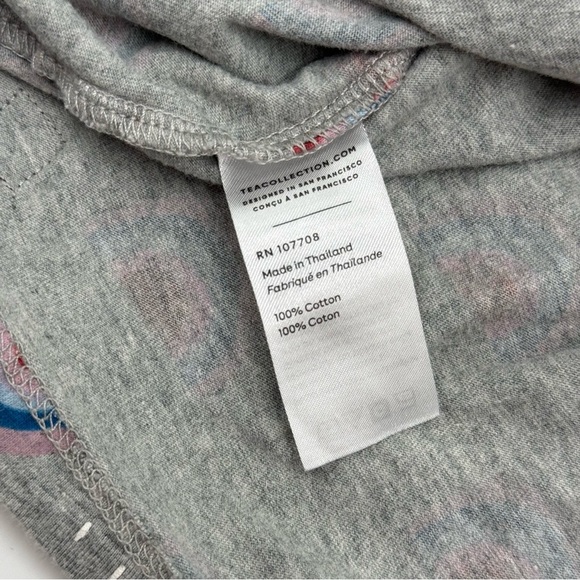 TEACOLLECTION.COM
DESIGNED IN SAN FRANCISCO
CONÇU À SAN FRANCISCO
RN 107708
Made in Thailand
Fabriqué en Thaïlande
100% Cotton
100% Coton